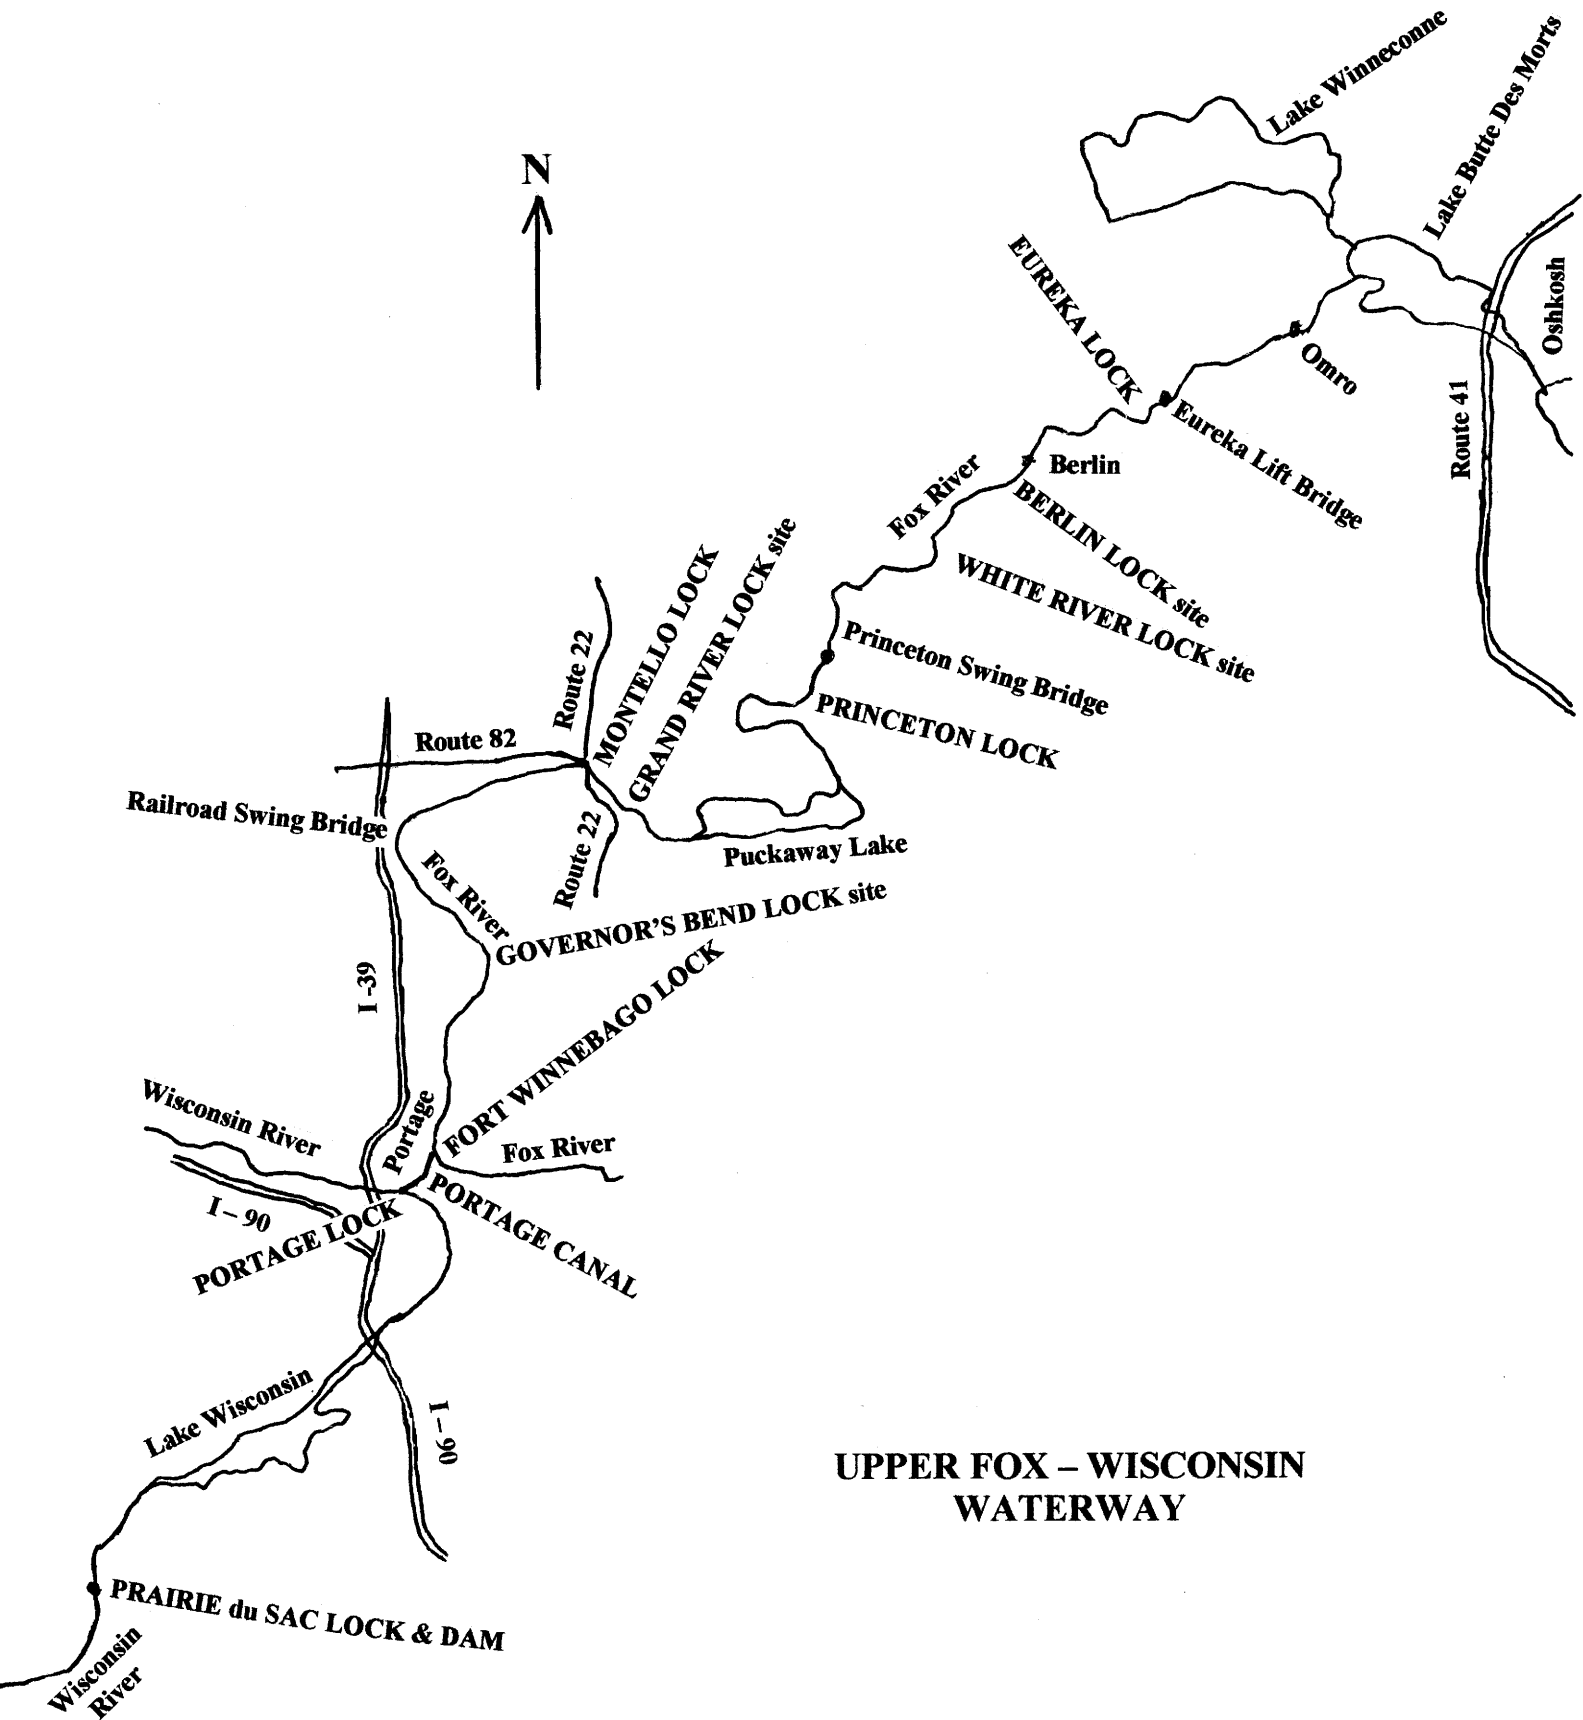 Lake Winneconne
Lake Butte Des Morts
N
EUREKA LOCK
Oshkosh
Omro
Route 41
Eureka Lift Bridge
Berlin
Fox River
BERLIN LOCK site
WHITE RIVER LOCK site
MONTELLO LOCK
GRAND RIVER LOCK site
Route 22
Princeton Swing Bridge
PRINCETON LOCK
Route 82
Railroad Swing Bridge
Route 22
Puckaway Lake
Fox River
GOVERNOR'S BEND LOCK site
I -39
FORT WINNEBAGO LOCK
Wisconsin River
Portage
Fox River
I – 90
PORTAGE LOCK
PORTAGE CANAL
Lake Wisconsin
I – 90
UPPER FOX – WISCONSIN
WATERWAY
PRAIRIE du SAC LOCK & DAM
Wisconsin
River